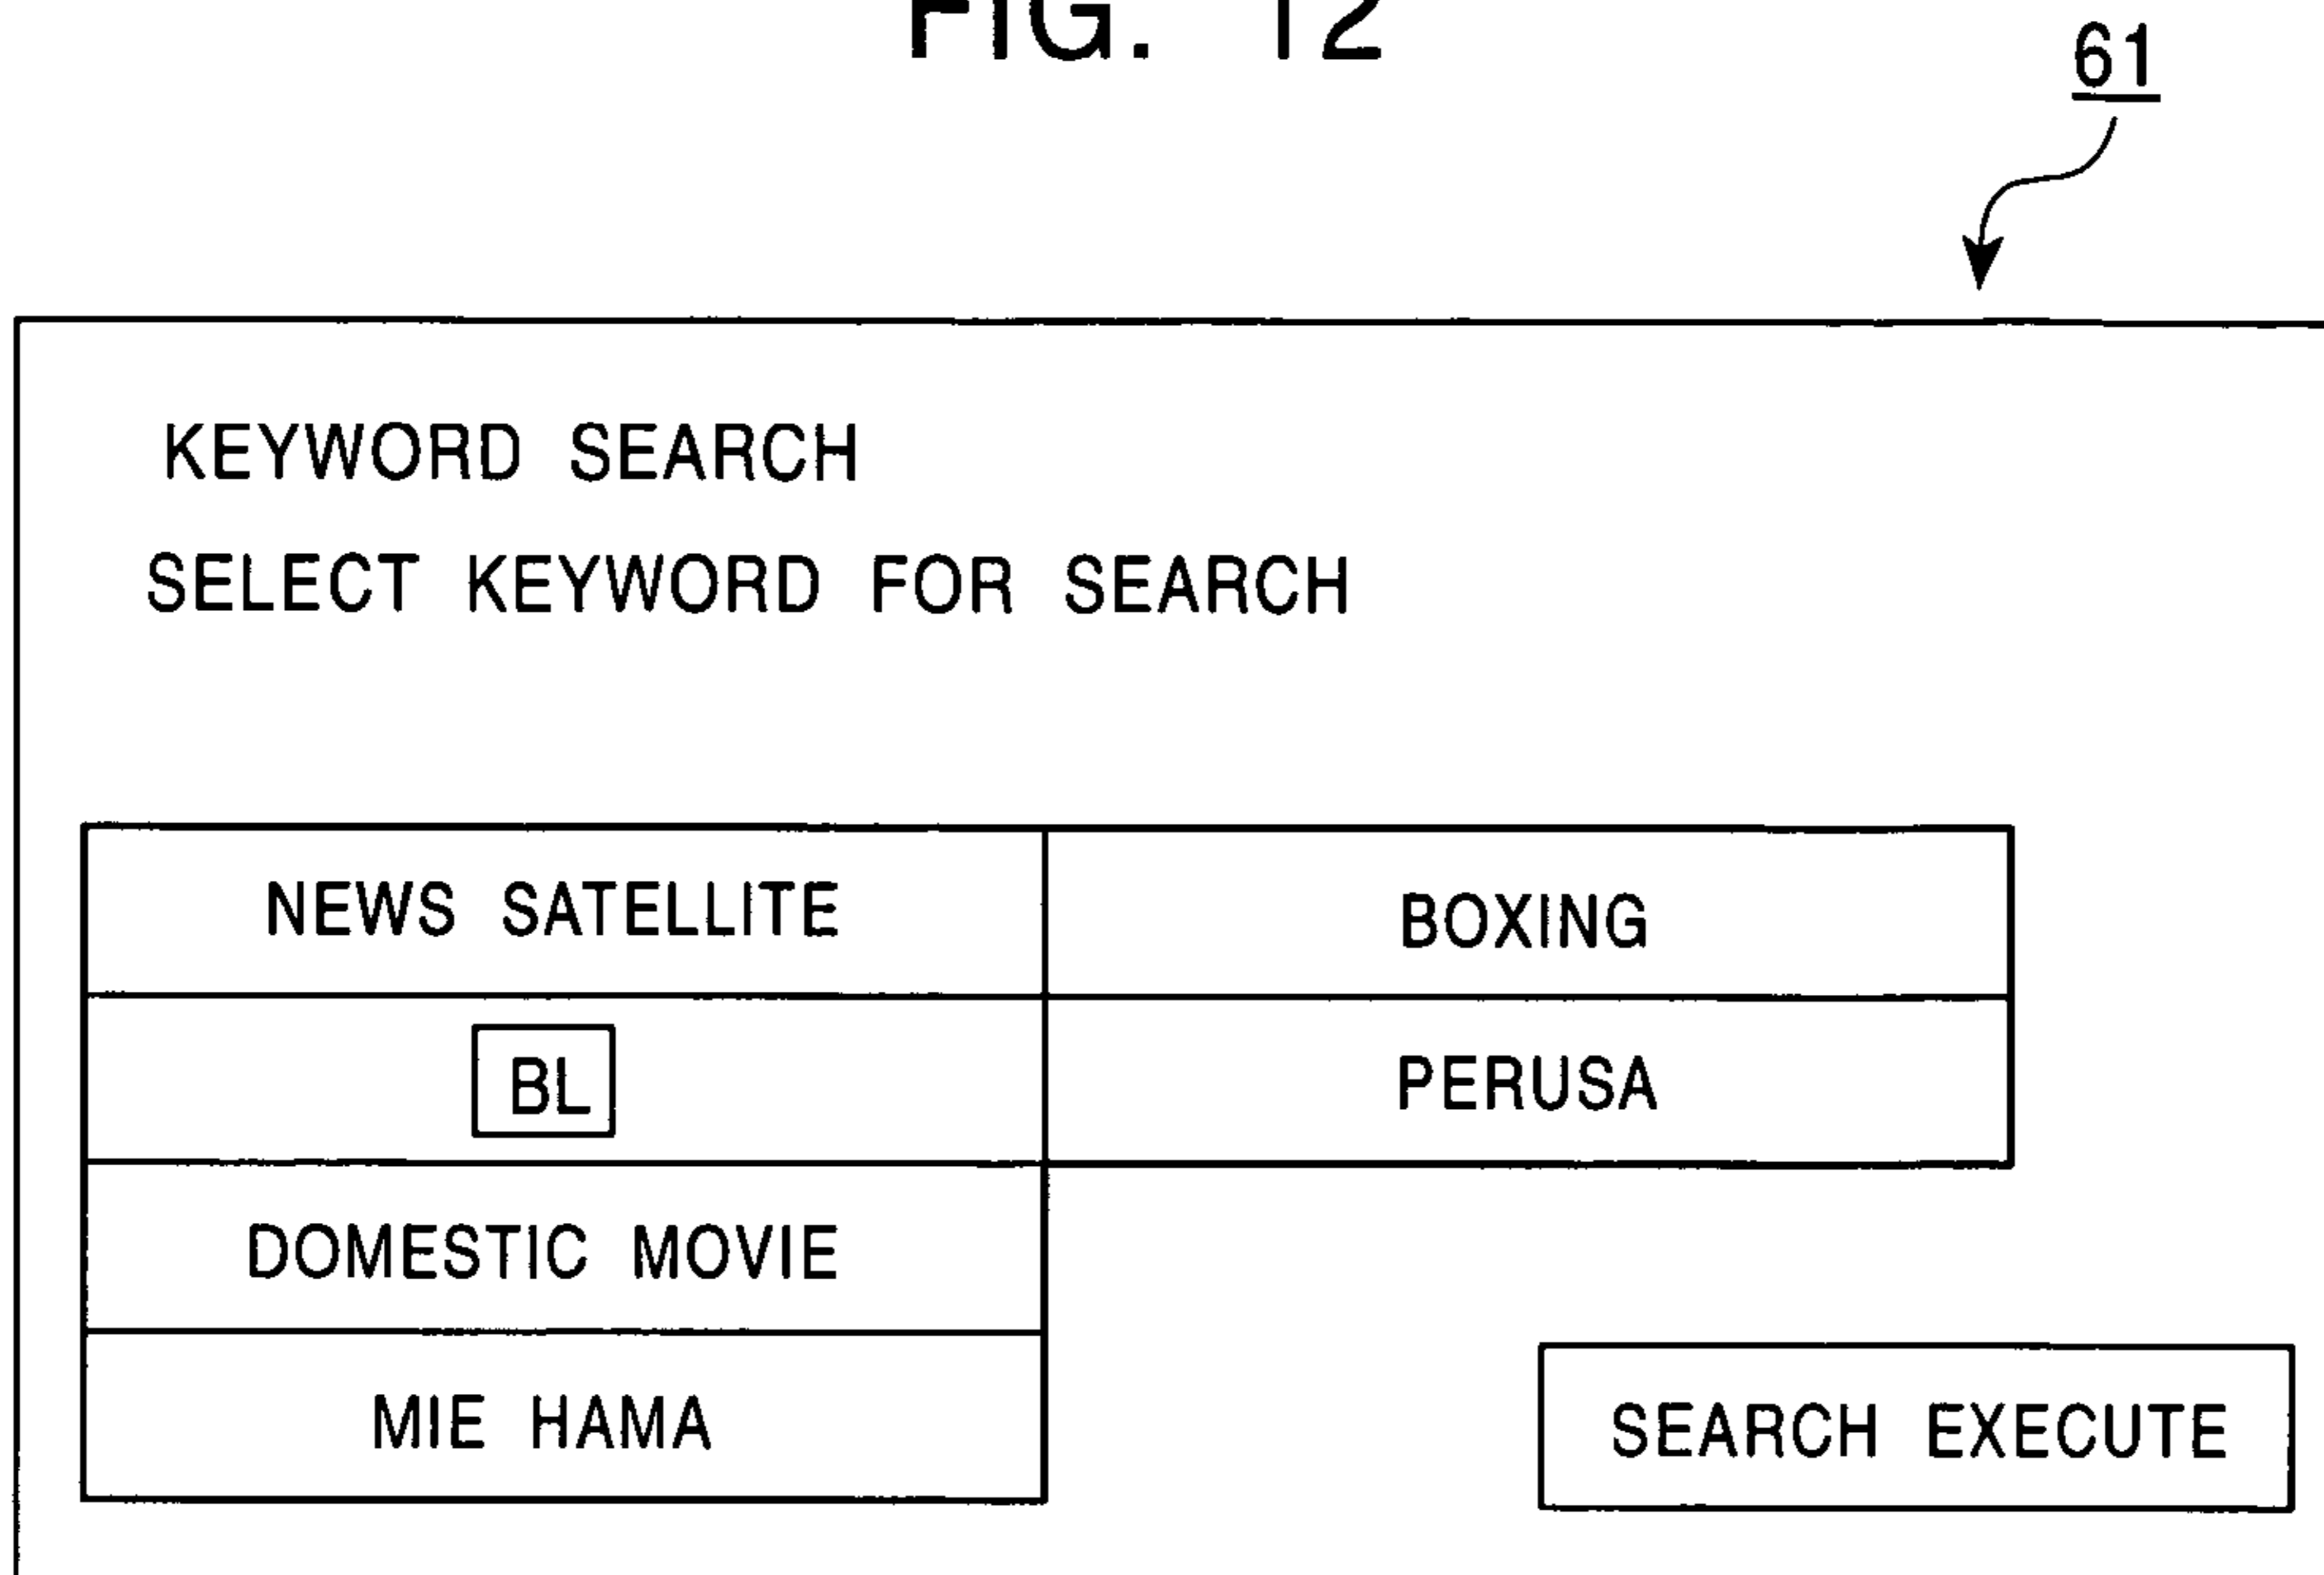 FIG. 12
61
KEYWORD SEARCH
SELECT KEYWORD FOR SEARCH
NEWS SATELLITE BOXING
BL PERUSA
DOMESTIC MOVIE
MIE HAMA
SEARCH EXECUTE